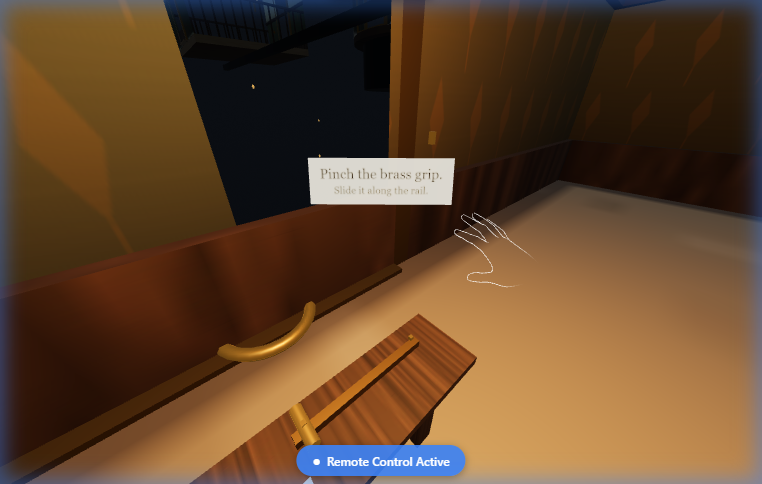 Pinch the brass grip.
Slide it along the rail.
Remote Control Active